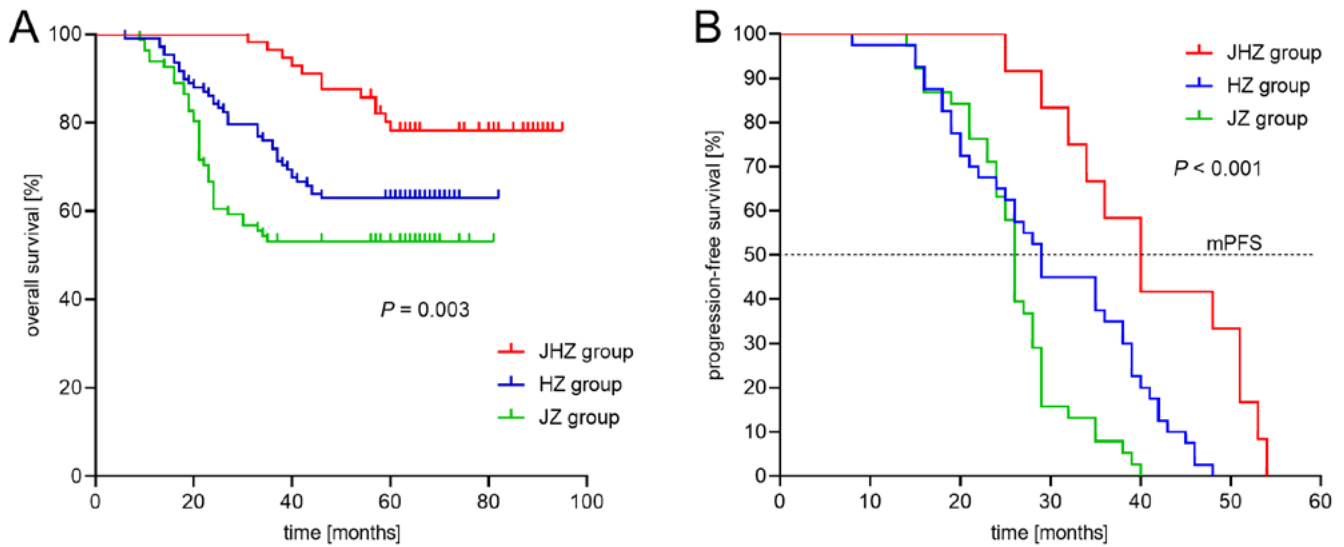 A
overall survival [%]
100
80
60
40
20
0
P = 0.003
JHZ group
HZ group
JZ group
0 20 40 60 80 100
time [months]
B
progression-free survival [%]
100
90
80
70
60
50
40
30
20
10
0
JHZ group
HZ group
JZ group
P < 0.001
mPFS
0 10 20 30 40 50 60
time [months]